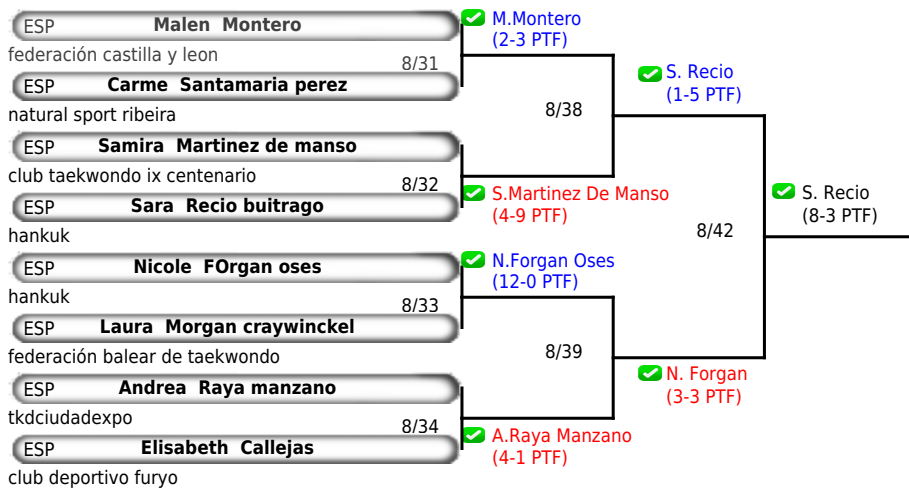 ESP Malen Montero
federación castilla y leon
8/31
ESP Carme Santamaria perez
natural sport ribeira
ESP Samira Martinez de manso
club taekwondo ix centenario
8/32
ESP Sara Recio buitrago
hankuk
ESP Nicole FOrgan oses
hankuk
8/33
ESP Laura Morgan craywinckel
federación balear de taekwondo
ESP Andrea Raya manzano
tkdciudadexpo
8/34
ESP Elisabeth Callejas
club deportivo furyo
M.Montero
(2-3 PTF)
8/38
S.Martinez De Manso
(4-9 PTF)
N.Forgan Oses
(12-0 PTF)
8/39
A.Raya Manzano
(4-1 PTF)
S. Recio
(1-5 PTF)
8/42
N. Forgan
(3-3 PTF)
S. Recio
(8-3 PTF)